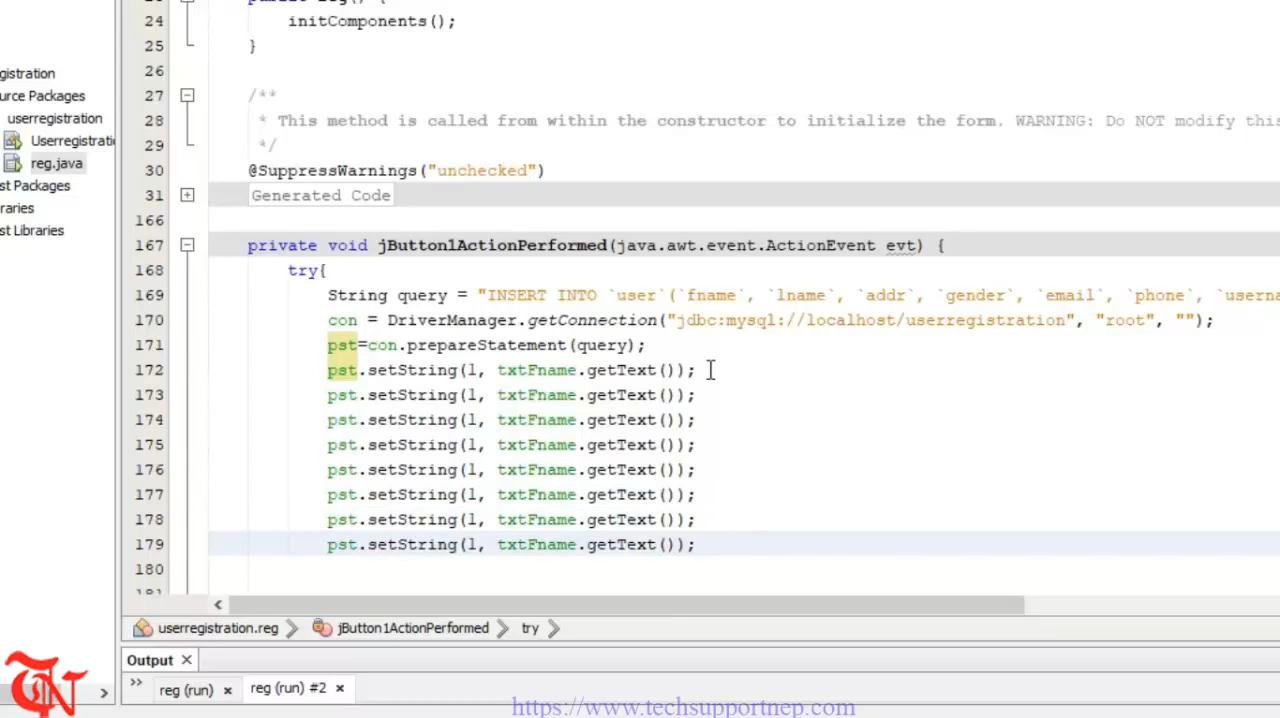 24 initComponents();
25 }
26
gistration
27 /**
urce Packages
28 * This method is called from within the constructor to initialize the form. WARNING: Do NOT modify this
userregistration
29 */
Userregistrati
30 @SuppressWarnings("unchecked")
reg.java
31 Generated Code
st Packages
raries
166
st Libraries
167 private void jButton1ActionPerformed(java.awt.event.ActionEvent evt) {
168 try{
169 String query = "INSERT INTO `user`(`fname`, `lname`, `addr`, `gender`, `email`, `phone`, `userna
170 con = DriverManager.getConnection("jdbc:mysql://localhost/userregistration", "root", "");
171 pst=con.prepareStatement(query);
172 pst.setString(1, txtFname.getText());
173 pst.setString(1, txtFname.getText());
174 pst.setString(1, txtFname.getText());
175 pst.setString(1, txtFname.getText());
176 pst.setString(1, txtFname.getText());
177 pst.setString(1, txtFname.getText());
178 pst.setString(1, txtFname.getText());
179 pst.setString(1, txtFname.getText());
180
userregistration.reg jButton1ActionPerformed try
Output
reg (run) reg (run) #2
TN
https://www.techsupportnep.com